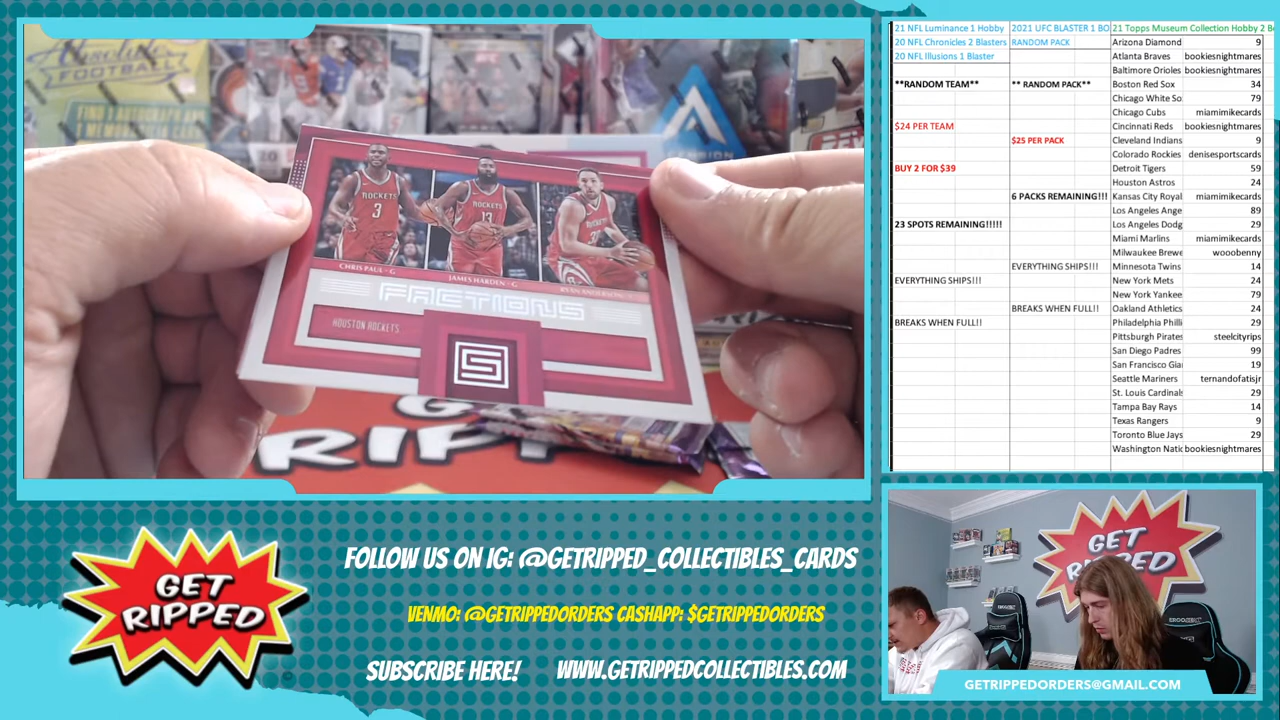 Absolute
FOOTBALL
ROCKETS
3
ROCKETS
13
ROCKETS
CHRIS PAUL - G
JAMES HARDEN - G
RYAN ANDERSON
FACTIONS
HOUSTON ROCKETS
S
GET
RIPP
21 NFL Luminance 1 Hobby
20 NFL Chronicles 2 Blasters
20 NFL Illusions 1 Blaster
**RANDOM TEAM**
$24 PER TEAM
BUY 2 FOR $39
23 SPOTS REMAINING!!!!!
EVERYTHING SHIPS!!!
BREAKS WHEN FULL!!
2021 UFC BLASTER 1 BO
RANDOM PACK
** RANDOM PACK**
$25 PER PACK
6 PACKS REMAINING!!!
EVERYTHING SHIPS!!!
BREAKS WHEN FULL!!
21 Topps Museum Collection Hobby 2 B
Arizona Diamond 9
Atlanta Braves bookiesnightmares
Baltimore Orioles bookiesnightmares
Boston Red Sox 34
Chicago White So 79
Chicago Cubs miamimikecards
Cincinnati Reds bookiesnightmares
Cleveland Indians 9
Colorado Rockies denisesportscards
Detroit Tigers 59
Houston Astros 24
Kansas City Royal miamimikecards
Los Angeles Ange 89
Los Angeles Dodg 29
Miami Marlins miamimikecards
Milwaukee Brewe wooobenny
Minnesota Twins 14
New York Mets 24
New York Yankee 79
Oakland Athletics 24
Philadelphia Philli 29
Pittsburgh Pirates steelcityrips
San Diego Padres 99
San Francisco Gia 19
Seattle Mariners ternandofatisjr
St. Louis Cardinals 29
Tampa Bay Rays 14
Texas Rangers 9
Toronto Blue Jays 29
Washington Natic bookiesnightmares
GET
RIPPED
FOLLOW US ON IG: @GETRIPPED_COLLECTIBLES_CARDS
VENMO: @GETRIPPEDORDERS CASHAPP: $GETRIPPEDORDERS
SUBSCRIBE HERE! WWW.GETRIPPEDCOLLECTIBLES.COM
GET
RIPPED
GETRIPPEDORDERS@GMAIL.COM